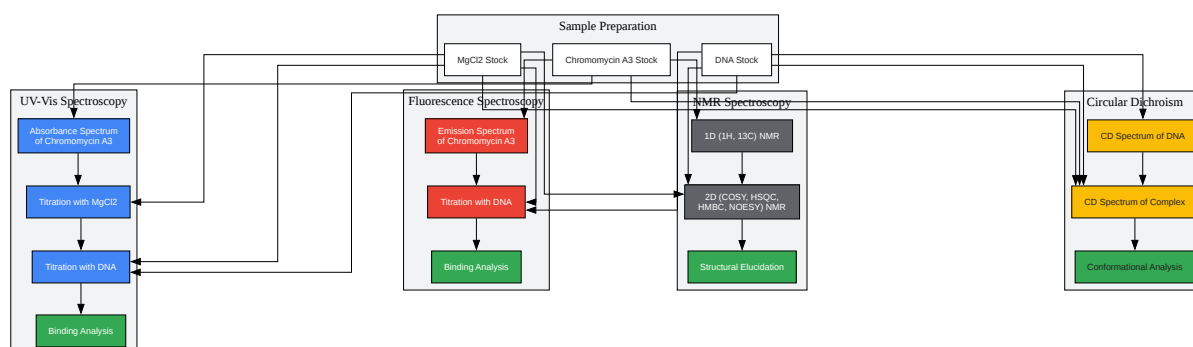 Sample Preparation
MgCl2 Stock
Chromomycin A3 Stock
DNA Stock
UV-Vis Spectroscopy
Absorbance Spectrum
of Chromomycin A3
Titration with MgCl2
Titration with DNA
Binding Analysis
Fluorescence Spectroscopy
Emission Spectrum
of Chromomycin A3
Titration with DNA
Binding Analysis
NMR Spectroscopy
1D (1H, 13C) NMR
2D (COSY, HSQC,
HMBC, NOESY) NMR
Structural Elucidation
Circular Dichroism
CD Spectrum of DNA
CD Spectrum of Complex
Conformational Analysis